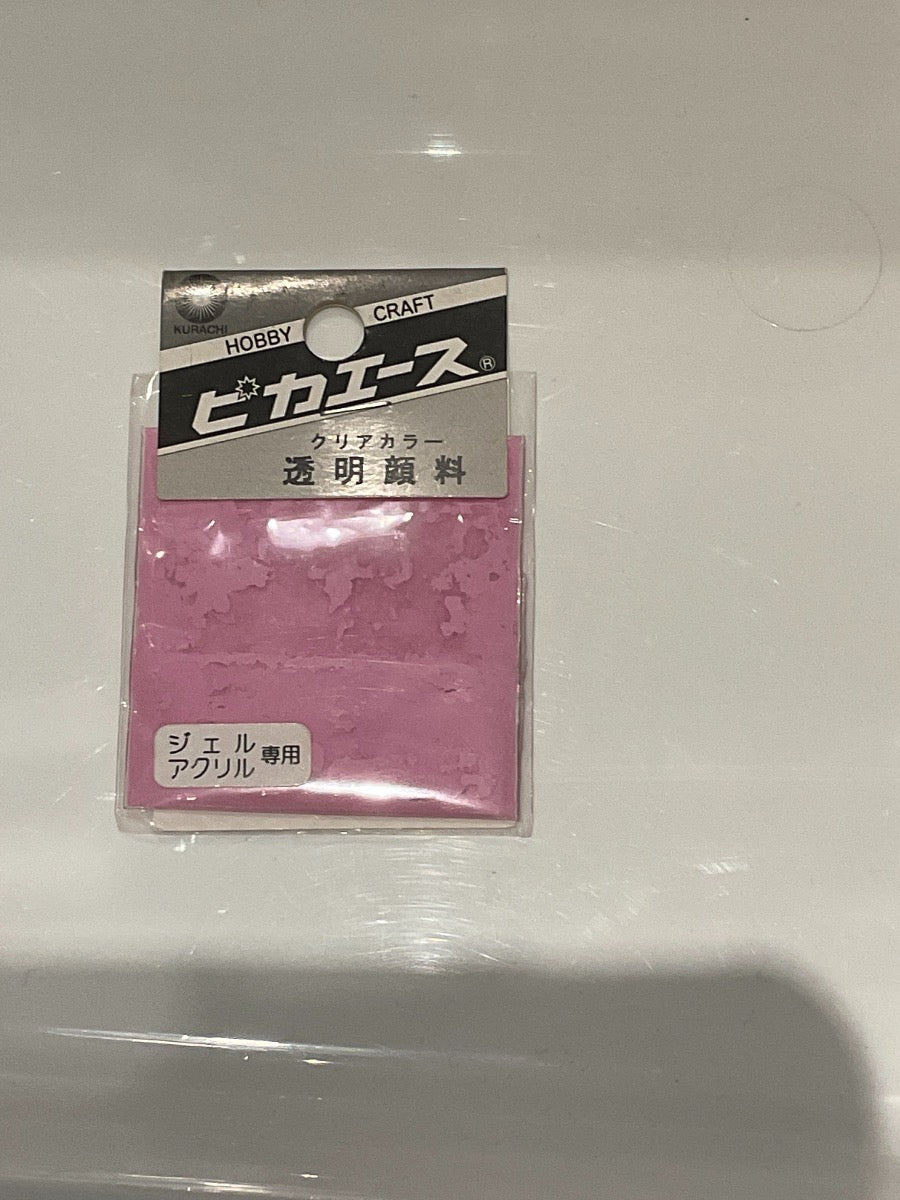 KURACHI
HOBBY CRAFT
ピカエース®
クリアカラー
透明顔料
ジェル
アクリル
専用